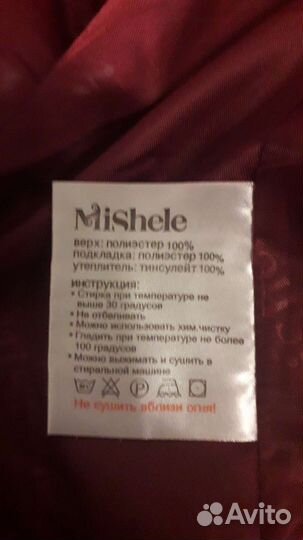 MiShele
верх: полиэстер 100%
подкладка: полиэстер 100%
утеплитель: тинсулейт 100%
инструкция:
• Стирка при температуре не
выше 30 градусов
• Не отбеливать
• Можно использовать хим.чистку
• Гладить при температуре не более
100 градусов
• Можно выжимать и сушить в
стиральной машине
Не сушить вблизи огня!
Avito